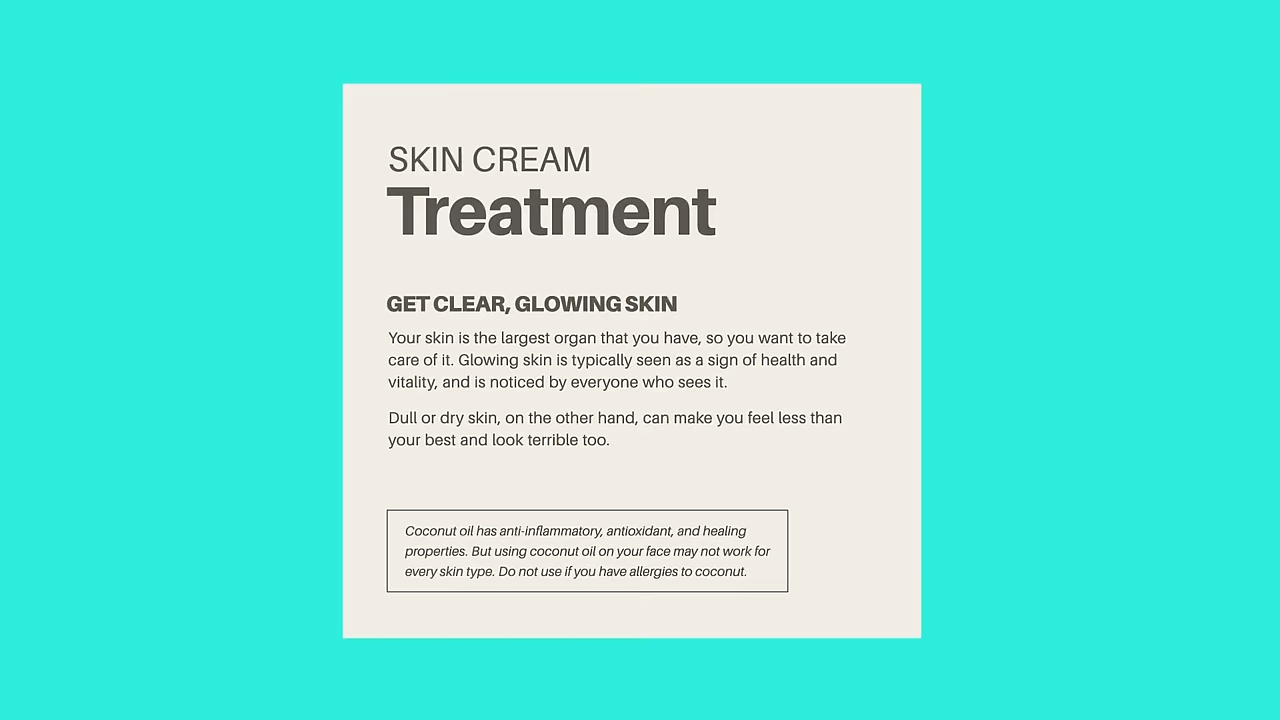 SKIN CREAM
Treatment
GET CLEAR, GLOWING SKIN
Your skin is the largest organ that you have, so you want to take
care of it. Glowing skin is typically seen as a sign of health and
vitality, and is noticed by everyone who sees it.
Dull or dry skin, on the other hand, can make you feel less than
your best and look terrible too.
Coconut oil has anti-inflammatory, antioxidant, and healing
properties. But using coconut oil on your face may not work for
every skin type. Do not use if you have allergies to coconut.